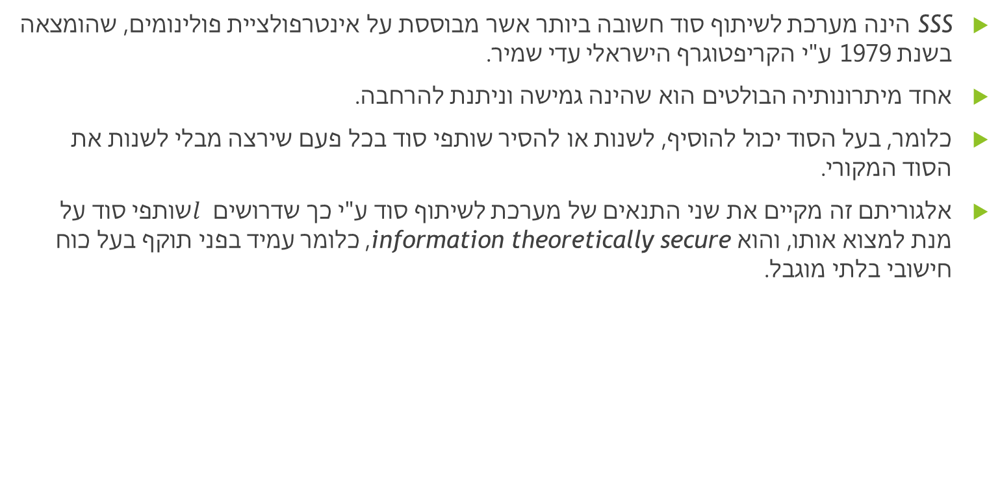 SSS הינה מערכת לשיתוף סוד חשובה ביותר אשר מבוססת על אינטרפולציית פולינומים, שהומצאה
בשנת 1979 ע"י הקריפטוגרף הישראלי עדי שמיר.
אחד מיתרונותיה הבולטים הוא שהינה גמישה וניתנת להרחבה.
כלומר, בעל הסוד יכול להוסיף, לשנות או להסיר שותפי סוד בכל פעם שירצה מבלי לשנות את
הסוד המקורי.
אלגוריתם זה מקיים את שני התנאים של מערכת לשיתוף סוד ע"י כך שדרושים l שותפי סוד על
מנת למצוא אותו, והוא information theoretically secure, כלומר עמיד בפני תוקף בעל כוח
חישובי בלתי מוגבל.